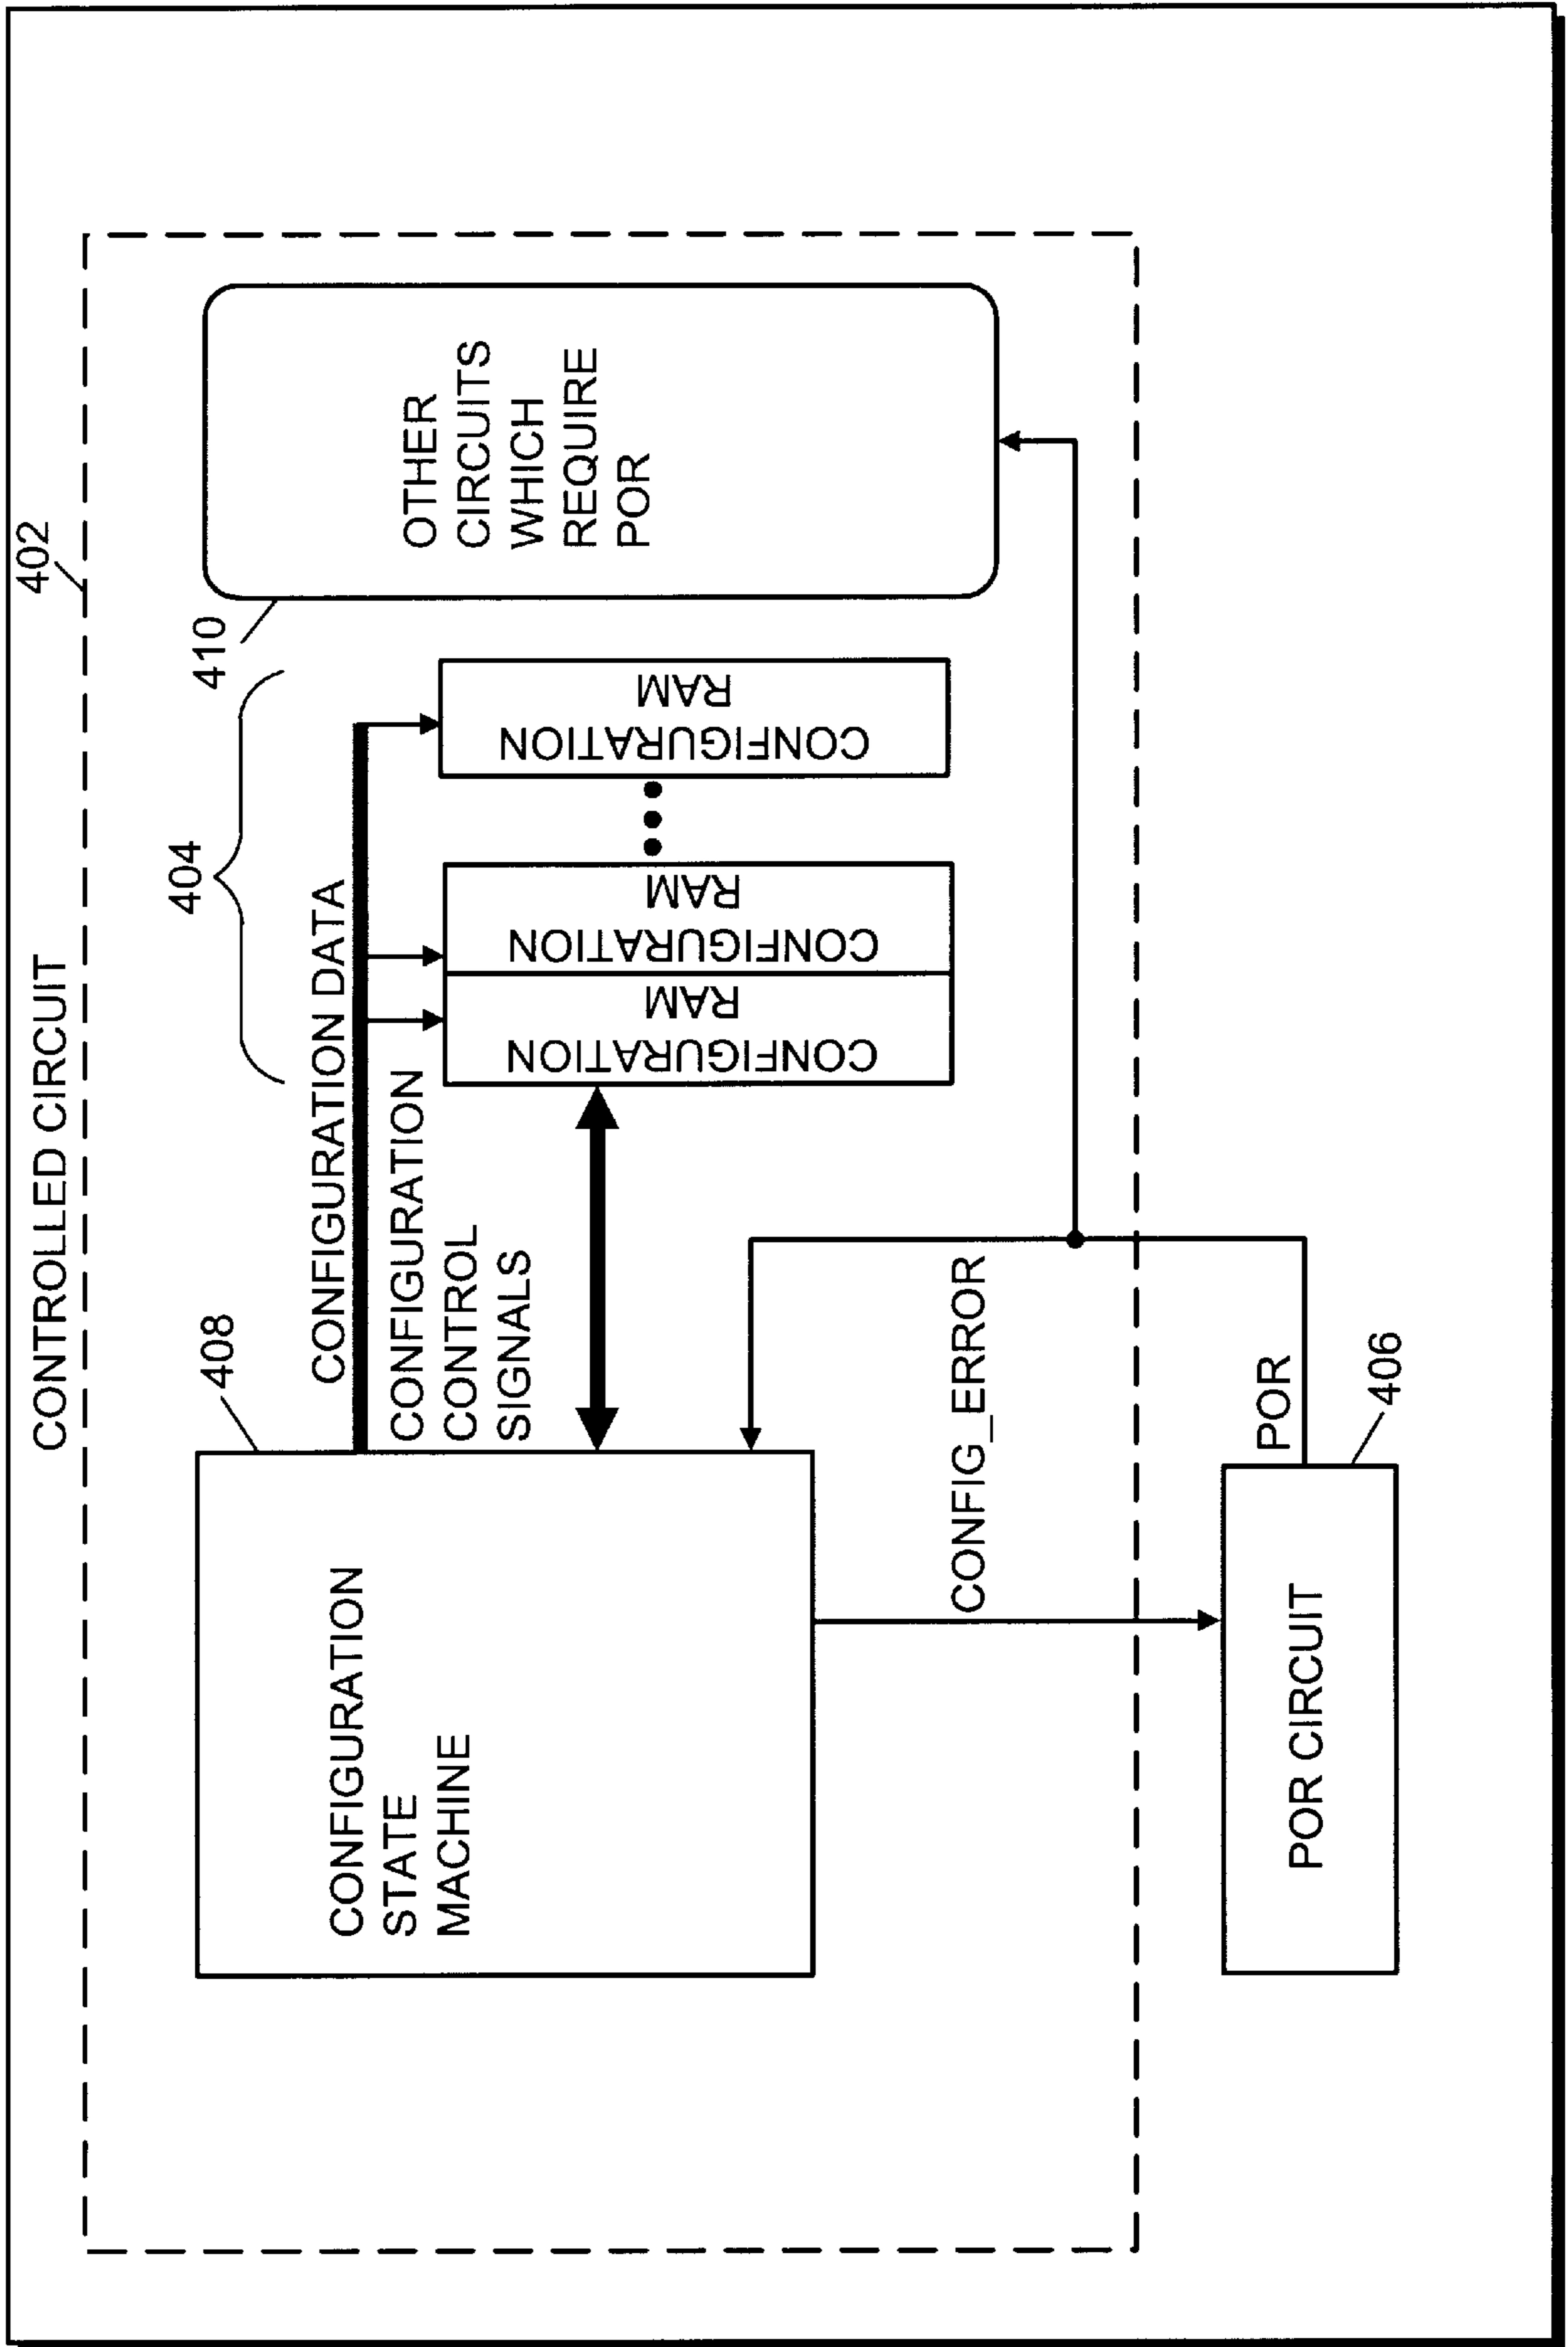 CONTROLLED CIRCUIT
402
408
CONFIGURATION
STATE
MACHINE
CONFIGURATION DATA
CONFIGURATION
CONTROL
SIGNALS
404
CONFIGURATION
RAM
CONFIGURATION
RAM
CONFIGURATION
RAM
410
OTHER
CIRCUITS
WHICH
REQUIRE
POR
CONFIG_ERROR
POR
POR CIRCUIT
406